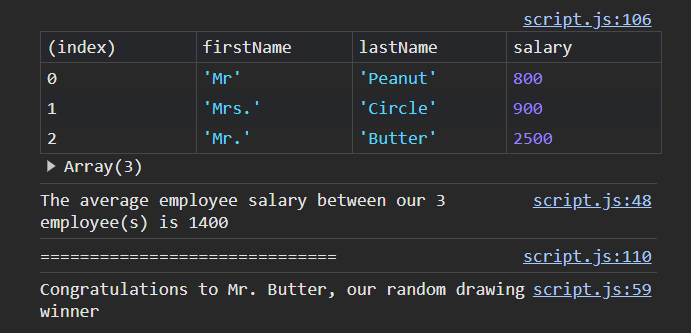 script.js:106
(index) firstName lastName salary
0 'Mr' 'Peanut' 800
1 'Mrs.' 'Circle' 900
2 'Mr.' 'Butter' 2500
▶ Array(3)
The average employee salary between our 3 script.js:48
employee(s) is 1400
============================== script.js:110
Congratulations to Mr. Butter, our random drawing script.js:59
winner